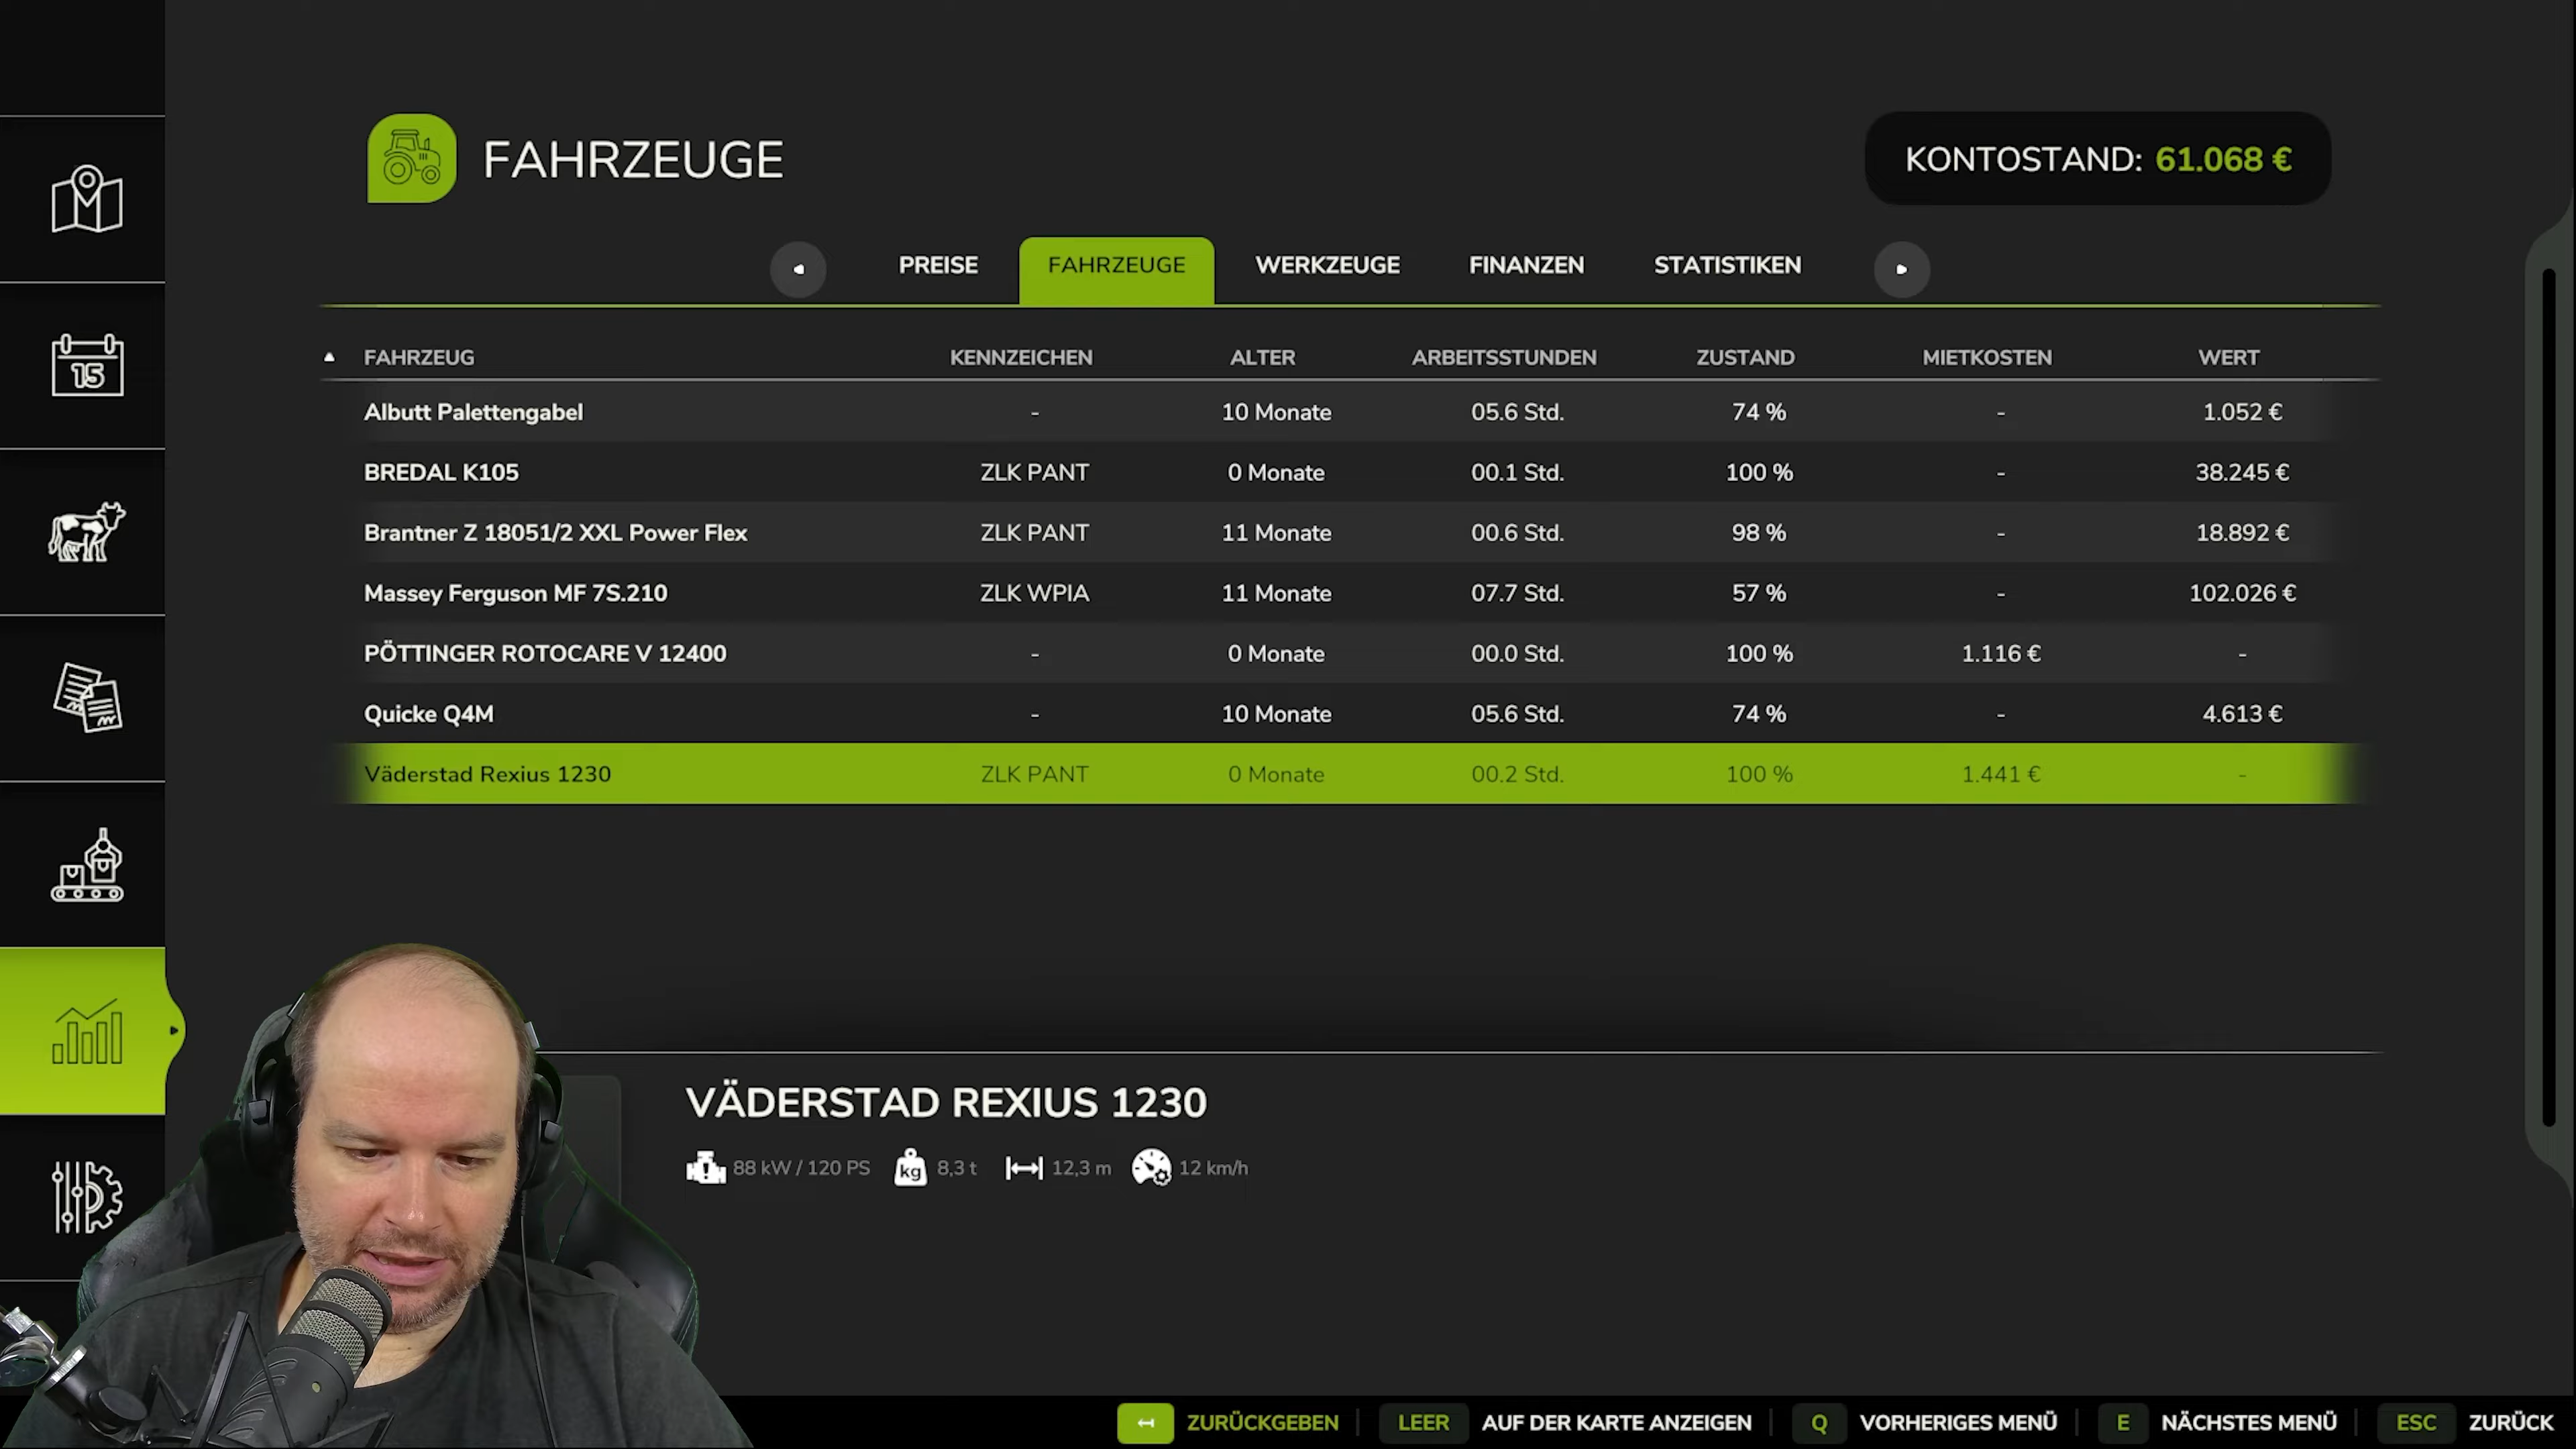 FAHRZEUGE
KONTOSTAND: 61.068 €
PREISE FAHRZEUGE WERKZEUGE FINANZEN STATISTIKEN
FAHRZEUG KENNZEICHEN ALTER ARBEITSSTUNDEN ZUSTAND MIETKOSTEN WERT
Albutt Palettengabel - 10 Monate 05.6 Std. 74 % - 1.052 €
BREDAL K105 ZLK PANT 0 Monate 00.1 Std. 100 % - 38.245 €
Brantner Z 18051/2 XXL Power Flex ZLK PANT 11 Monate 00.6 Std. 98 % - 18.892 €
Massey Ferguson MF 7S.210 ZLK WPIA 11 Monate 07.7 Std. 57 % - 102.026 €
PÖTTINGER ROTOCARE V 12400 - 0 Monate 00.0 Std. 100 % 1.116 € -
Quicke Q4M - 10 Monate 05.6 Std. 74 % - 4.613 €
Väderstad Rexius 1230 ZLK PANT 0 Monate 00.2 Std. 100 % 1.441 € -
15
VÄDERSTAD REXIUS 1230
88 kW / 120 PS kg 8,3 t 12,3 m 12 km/h
ZURÜCKGEBEN LEER AUF DER KARTE ANZEIGEN Q VORHERIGES MENÜ E NÄCHSTES MENÜ ESC ZURÜCK